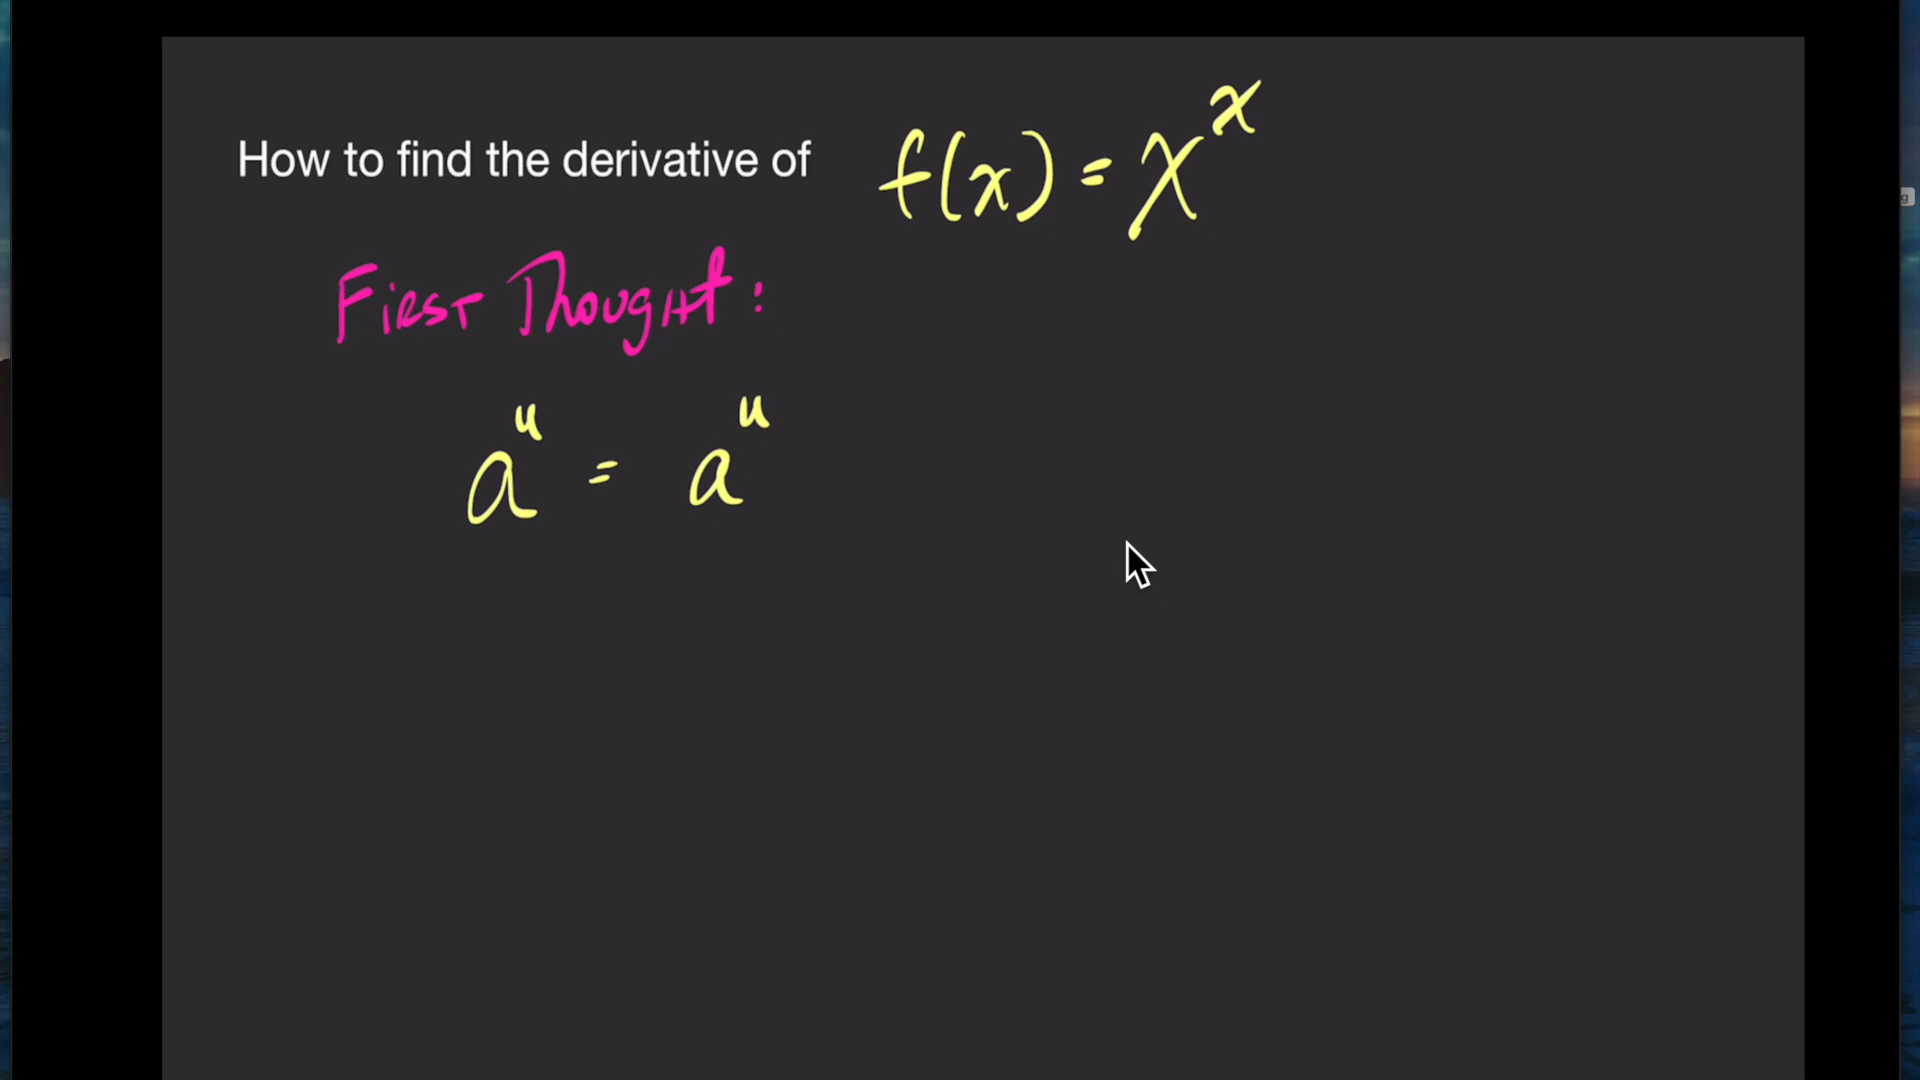 How to find the derivative of f(x) = x^x
First Thought:
a^u = a^u
g